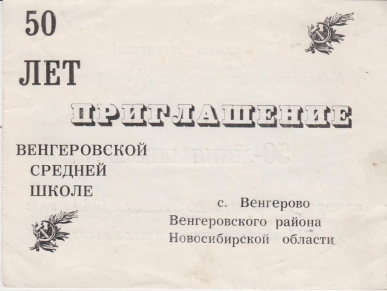 50
ЛЕТ
ПРИГЛАШЕНИЕ
ВЕНГЕРОВСКОЙ
СРЕДНЕЙ
ШКОЛЕ
с. Венгерово
Венгеровского района
Новосибирской области